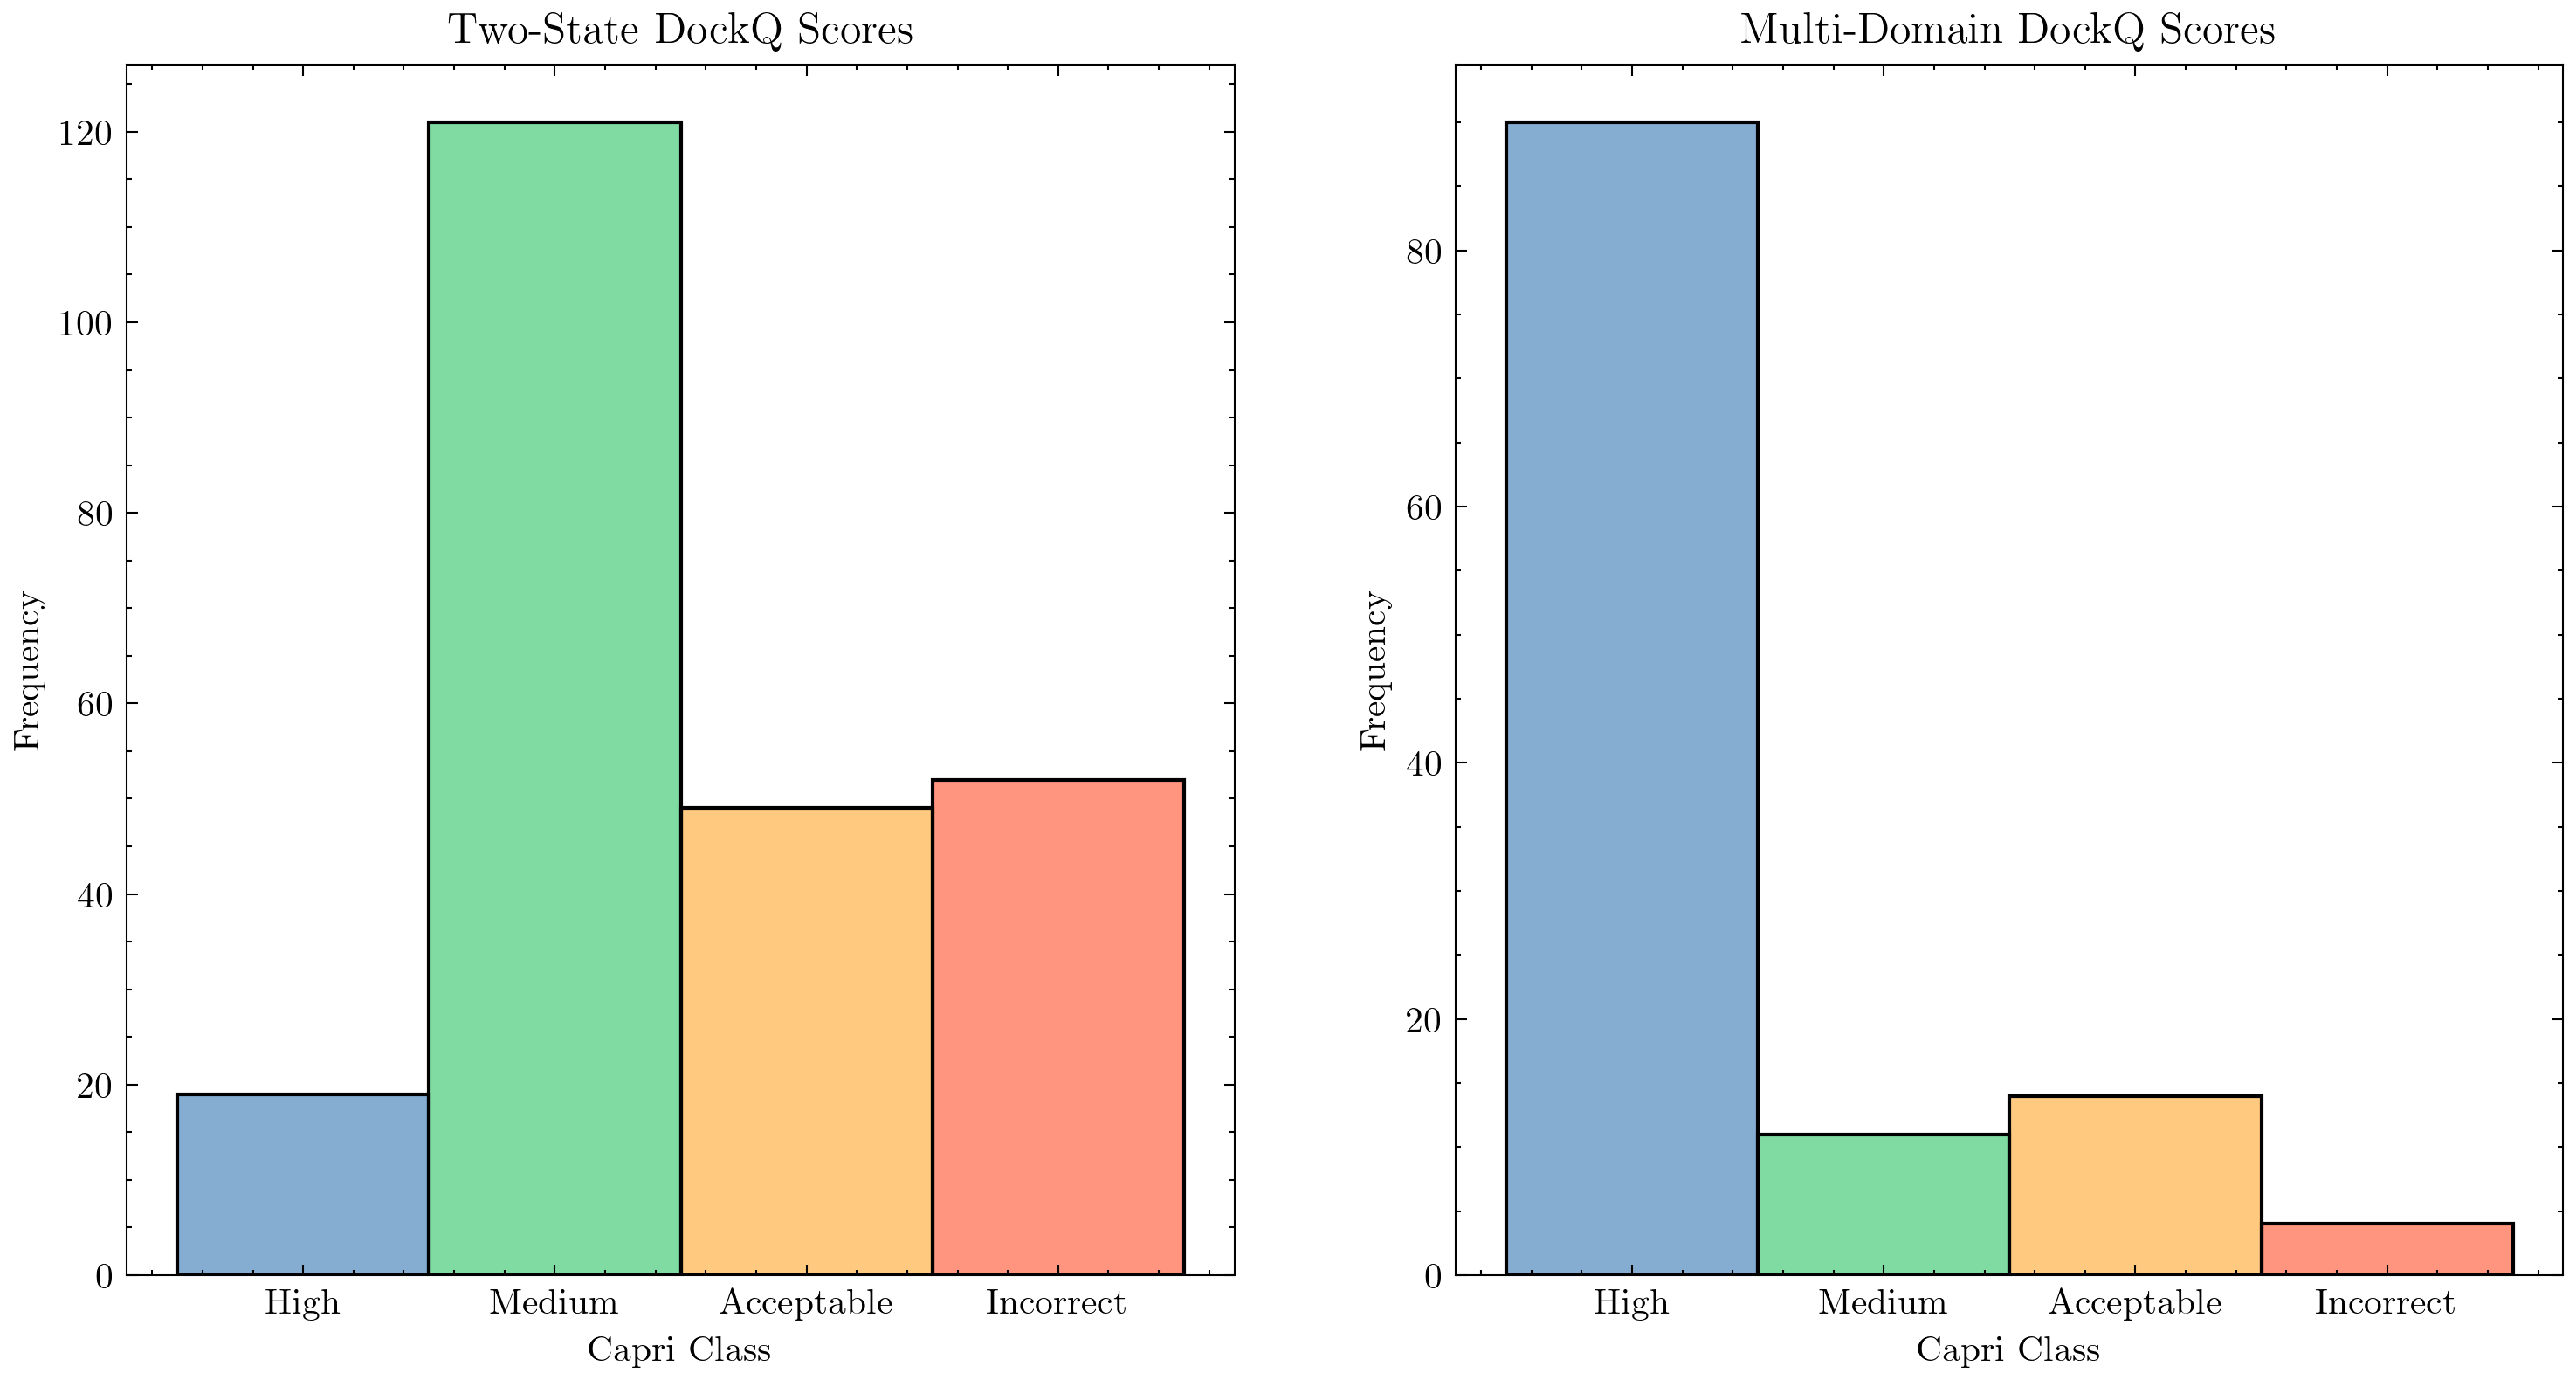 Two-State DockQ Scores
120
100
80
60
40
20
0
Frequency
High Medium Acceptable Incorrect
Capri Class
Multi-Domain DockQ Scores
80
60
40
20
0
Frequency
High Medium Acceptable Incorrect
Capri Class